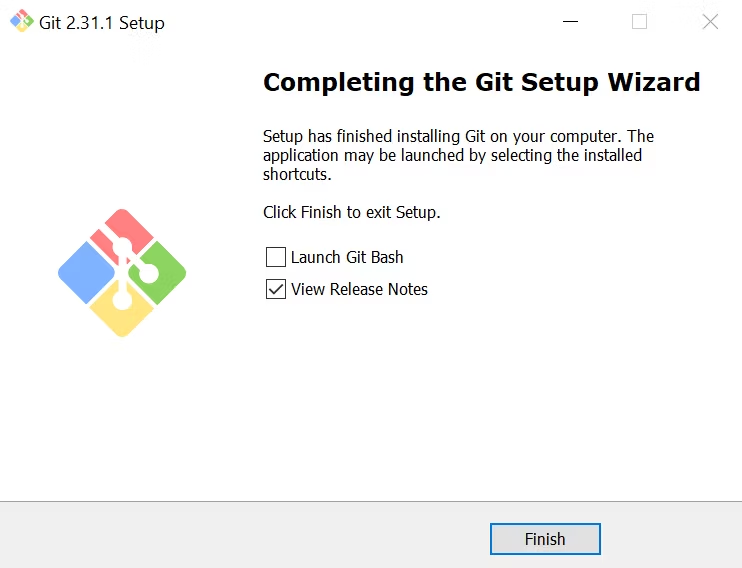 Git 2.31.1 Setup
Completing the Git Setup Wizard
Setup has finished installing Git on your computer. The
application may be launched by selecting the installed
shortcuts.
Click Finish to exit Setup.
Launch Git Bash
View Release Notes
Finish